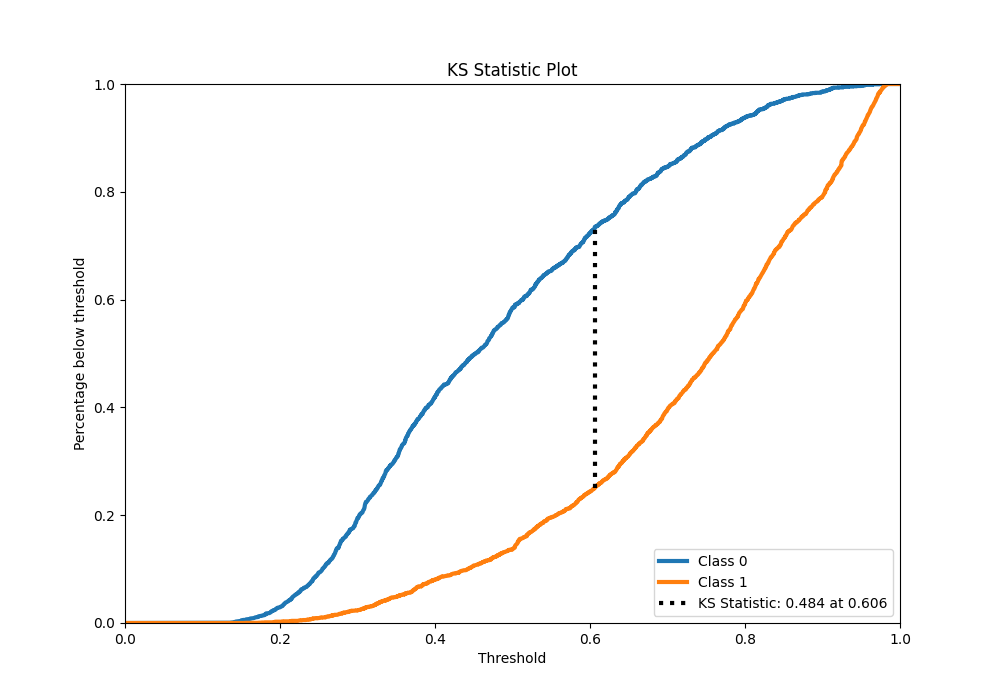 KS Statistic Plot
1.0
0.8
0.6
0.4
0.2
0.0
Percentage below threshold
0.0 0.2 0.4 0.6 0.8 1.0
Threshold
Class 0
Class 1
KS Statistic: 0.484 at 0.606